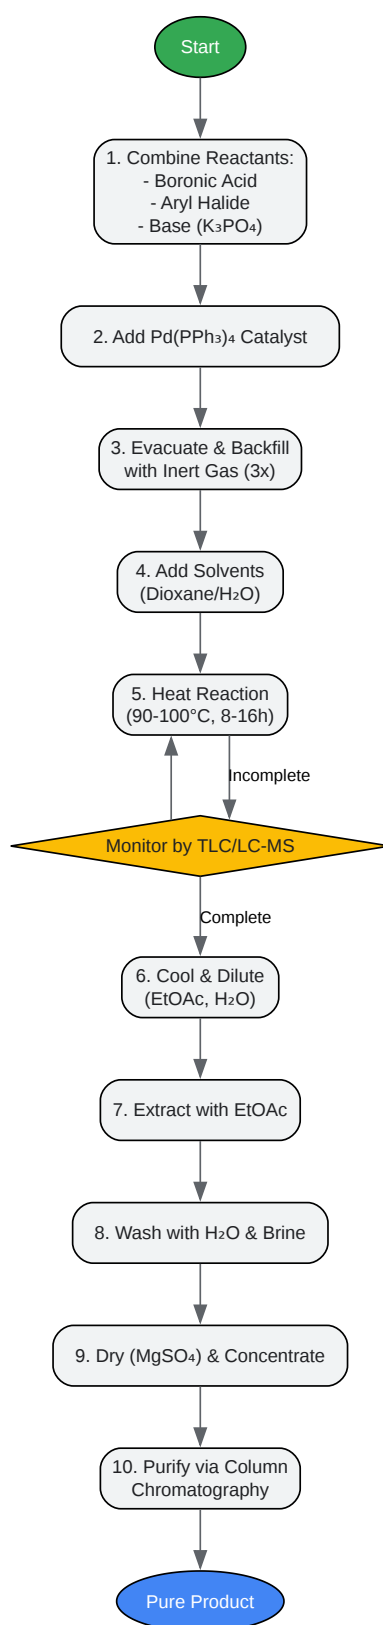 Start
1. Combine Reactants:
- Boronic Acid
- Aryl Halide
- Base (K₃PO₄)
2. Add Pd(PPh₃)₄ Catalyst
3. Evacuate & Backfill
with Inert Gas (3x)
4. Add Solvents
(Dioxane/H₂O)
5. Heat Reaction
(90-100°C, 8-16h)
Incomplete
Monitor by TLC/LC-MS
Complete
6. Cool & Dilute
(EtOAc, H₂O)
7. Extract with EtOAc
8. Wash with H₂O & Brine
9. Dry (MgSO₄) & Concentrate
10. Purify via Column
Chromatography
Pure Product